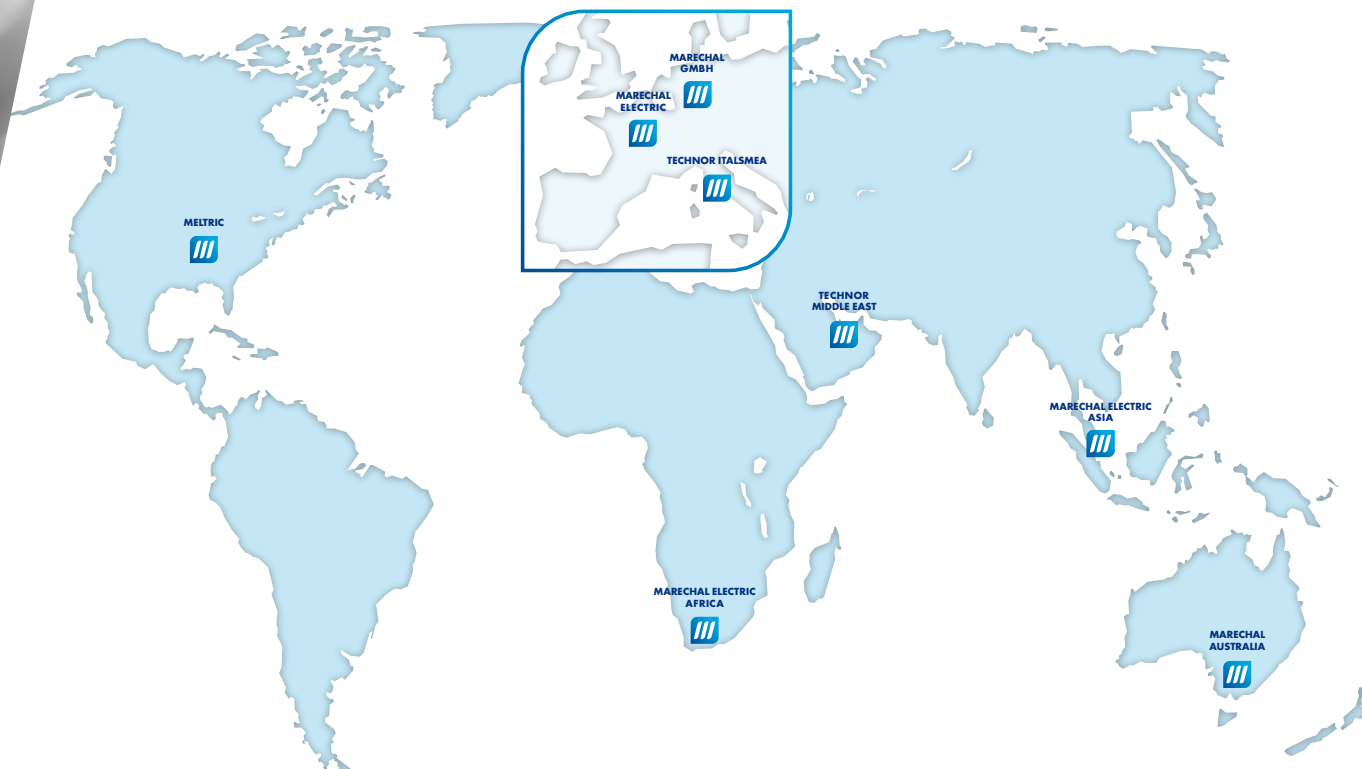 MARECHAL
GMBH
MARECHAL
ELECTRIC
TECHNOR ITALSMEA
MELTRIC
TECHNOR
MIDDLE EAST
MARECHAL ELECTRIC
ASIA
MARECHAL ELECTRIC
AFRICA
MARECHAL
AUSTRALIA